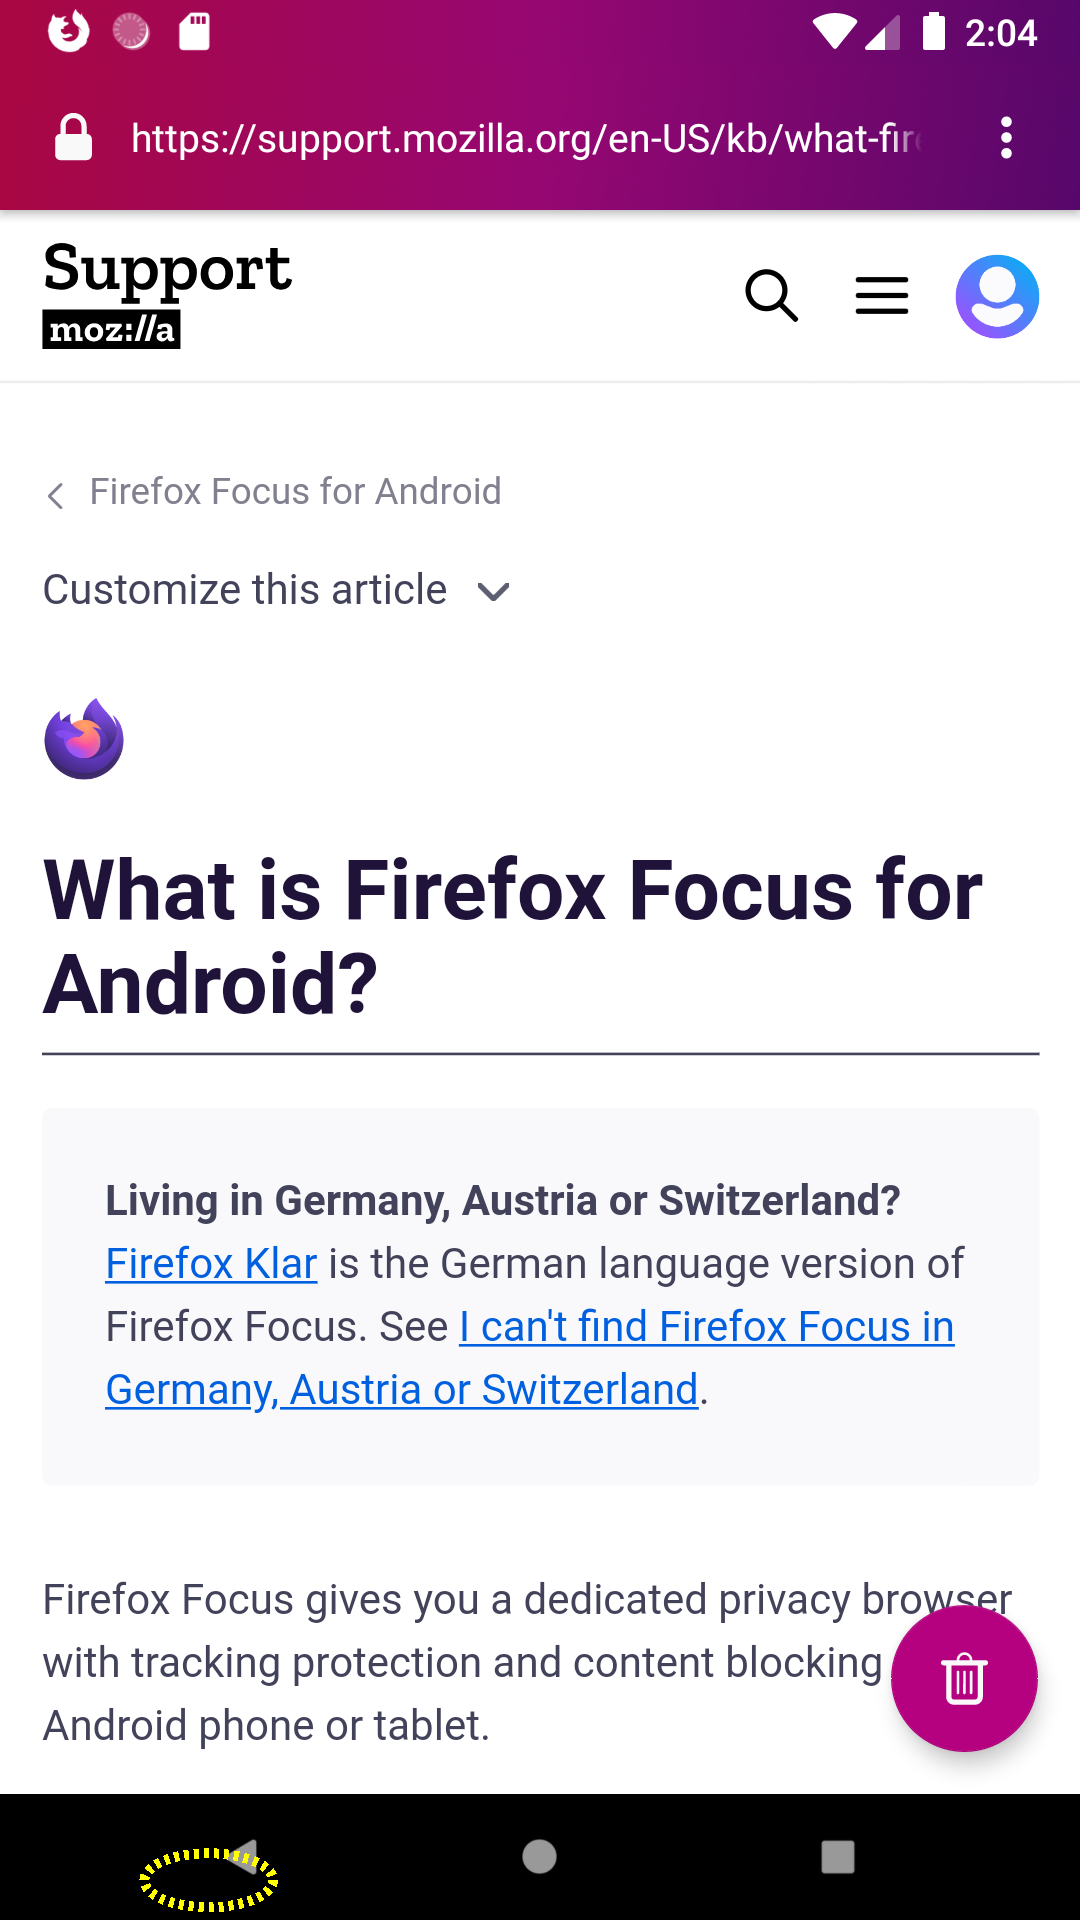 2:04
https://support.mozilla.org/en-US/kb/what-fir
Support
moz://a
Firefox Focus for Android
Customize this article
What is Firefox Focus for
Android?
Living in Germany, Austria or Switzerland?
Firefox Klar is the German language version of
Firefox Focus. See I can't find Firefox Focus in
Germany, Austria or Switzerland.
Firefox Focus gives you a dedicated privacy browser
with tracking protection and content blocking
Android phone or tablet.